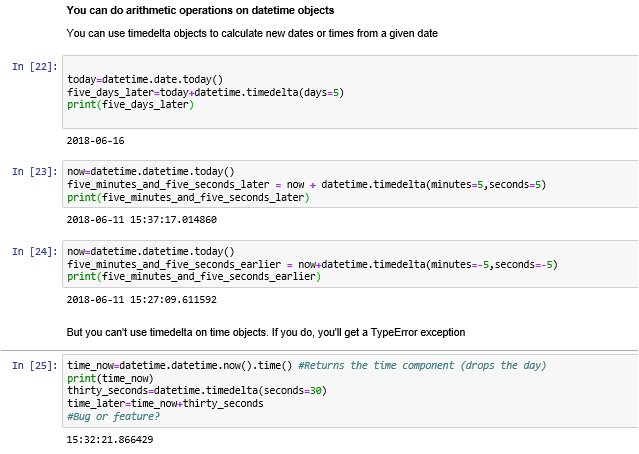 You can do arithmetic operations on datetime objects
You can use timedelta objects to calculate new dates or times from a given date
In [22]:
today=datetime.date.today()
five_days_later=today+datetime.timedelta(days=5)
print(five_days_later)
2018-06-16
In [23]: now=datetime.datetime.today()
five_minutes_and_five_seconds_later = now + datetime.timedelta(minutes=5,seconds=5)
print(five_minutes_and_five_seconds_later)
2018-06-11 15:37:17.014860
In [24]: now=datetime.datetime.today()
five_minutes_and_five_seconds_earlier = now+datetime.timedelta(minutes=-5,seconds=-5)
print(five_minutes_and_five_seconds_earlier)
2018-06-11 15:27:09.611592
But you can't use timedelta on time objects. If you do, you'll get a TypeError exception
In [25]: time_now=datetime.datetime.now().time() #Returns the time component (drops the day)
print(time_now)
thirty_seconds=datetime.timedelta(seconds=30)
time_later=time_now+thirty_seconds
#Bug or feature?
15:32:21.866429